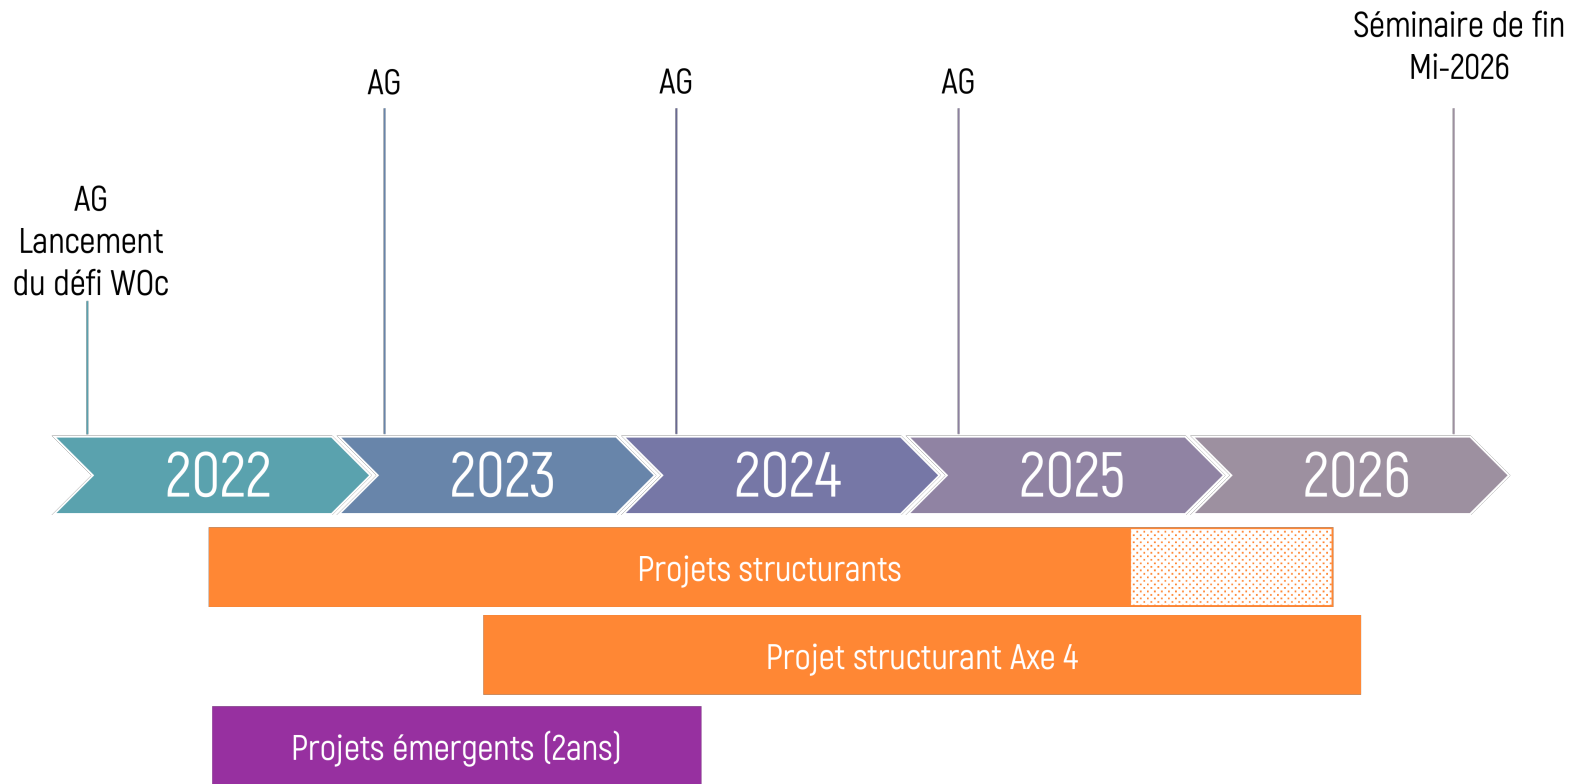 Séminaire de fin
Mi-2026
AG
AG
AG
AG
Lancement
du défi WOc
2022
2023
2024
2025
2026
Projets structurants
Projet structurant Axe 4
Projets émergents (2ans)